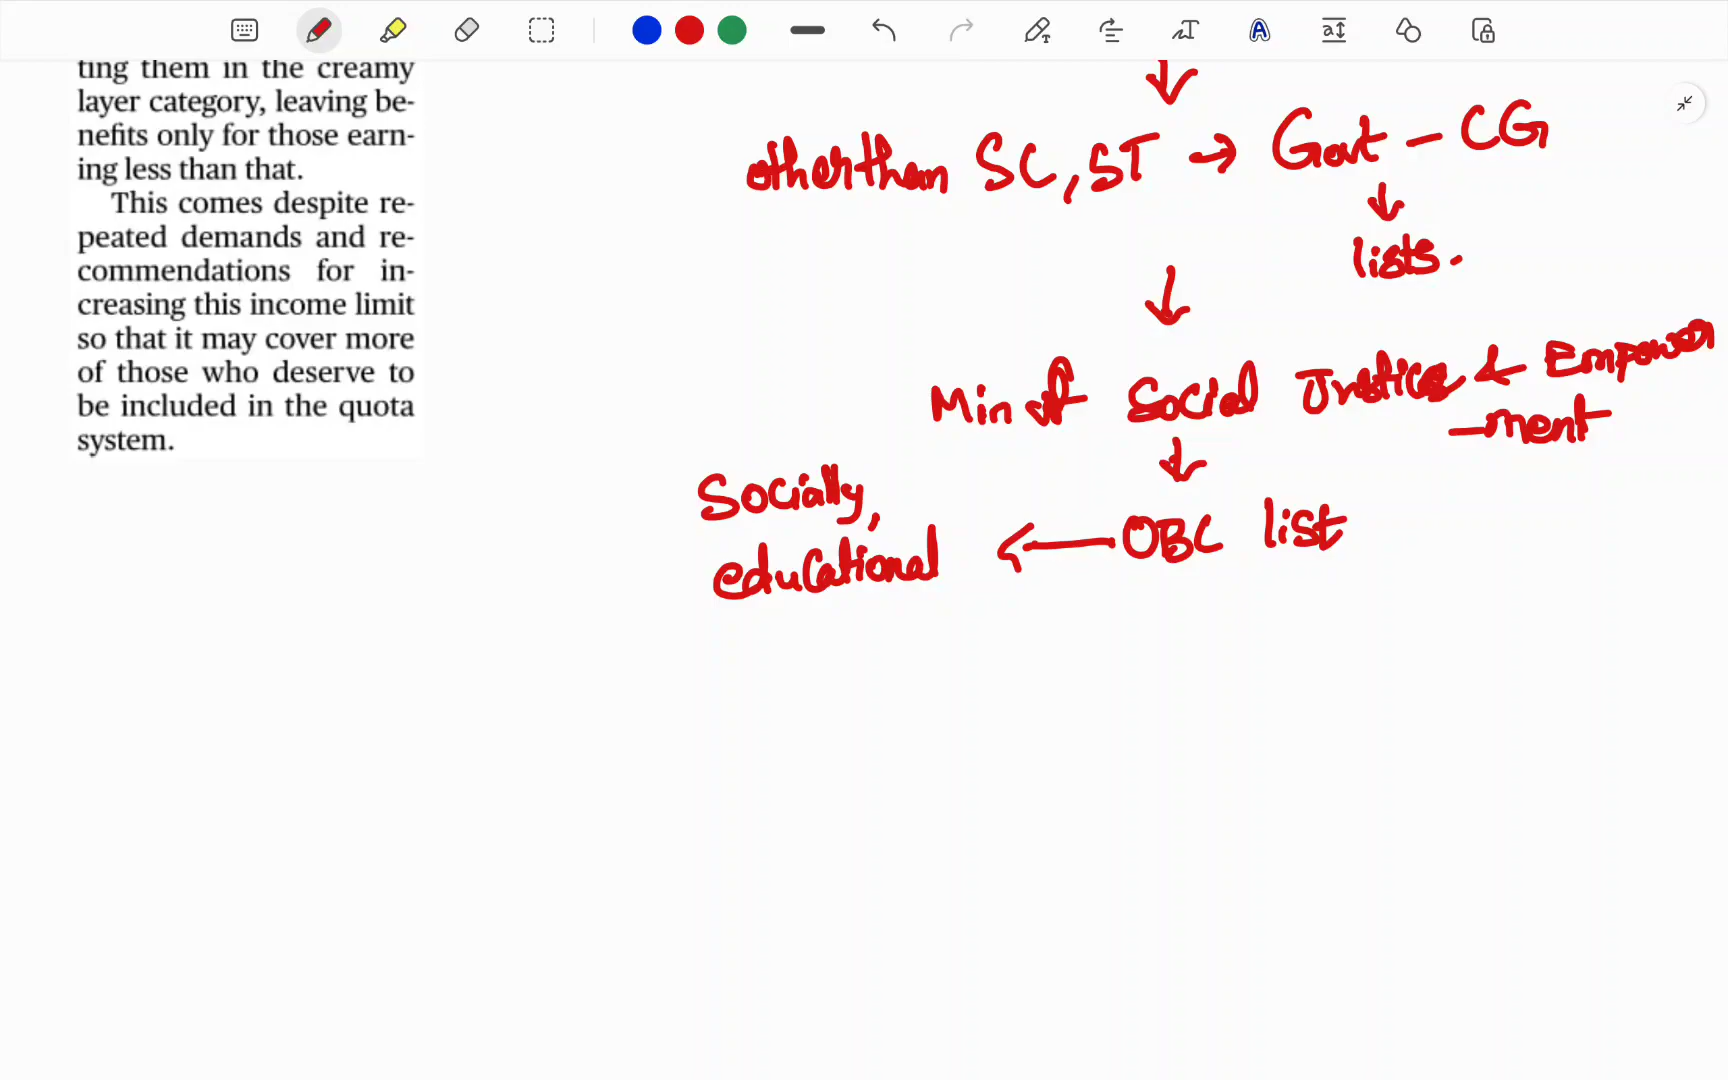 ting them in the creamy
layer category, leaving be-
nefits only for those earn-
ing less than that.
This comes despite re-
peated demands and re-
commendations for in-
creasing this income limit
so that it may cover more
of those who deserve to
be included in the quota
system.
other than SC, ST → Govt - CG
↓
lists.
↓
Min of Social Justice & Empower
-ment
↓
Socially,
educational ← OBC list